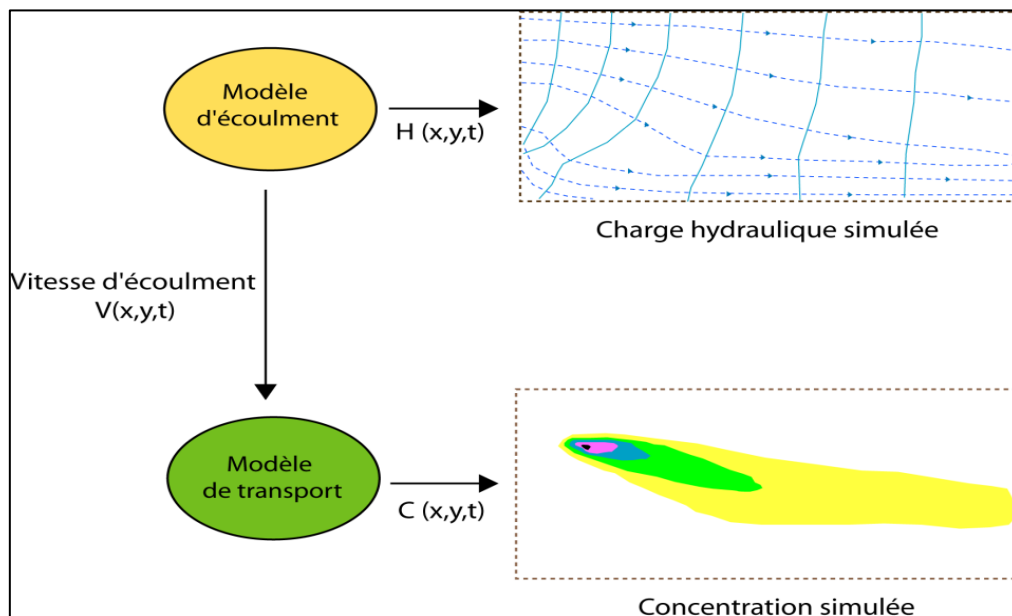 Modèle
d'écoulment
H (x,y,t)
Charge hydraulique simulée
Vitesse d'écoulment
V(x,y,t)
Modèle
de transport
C (x,y,t)
Concentration simulée